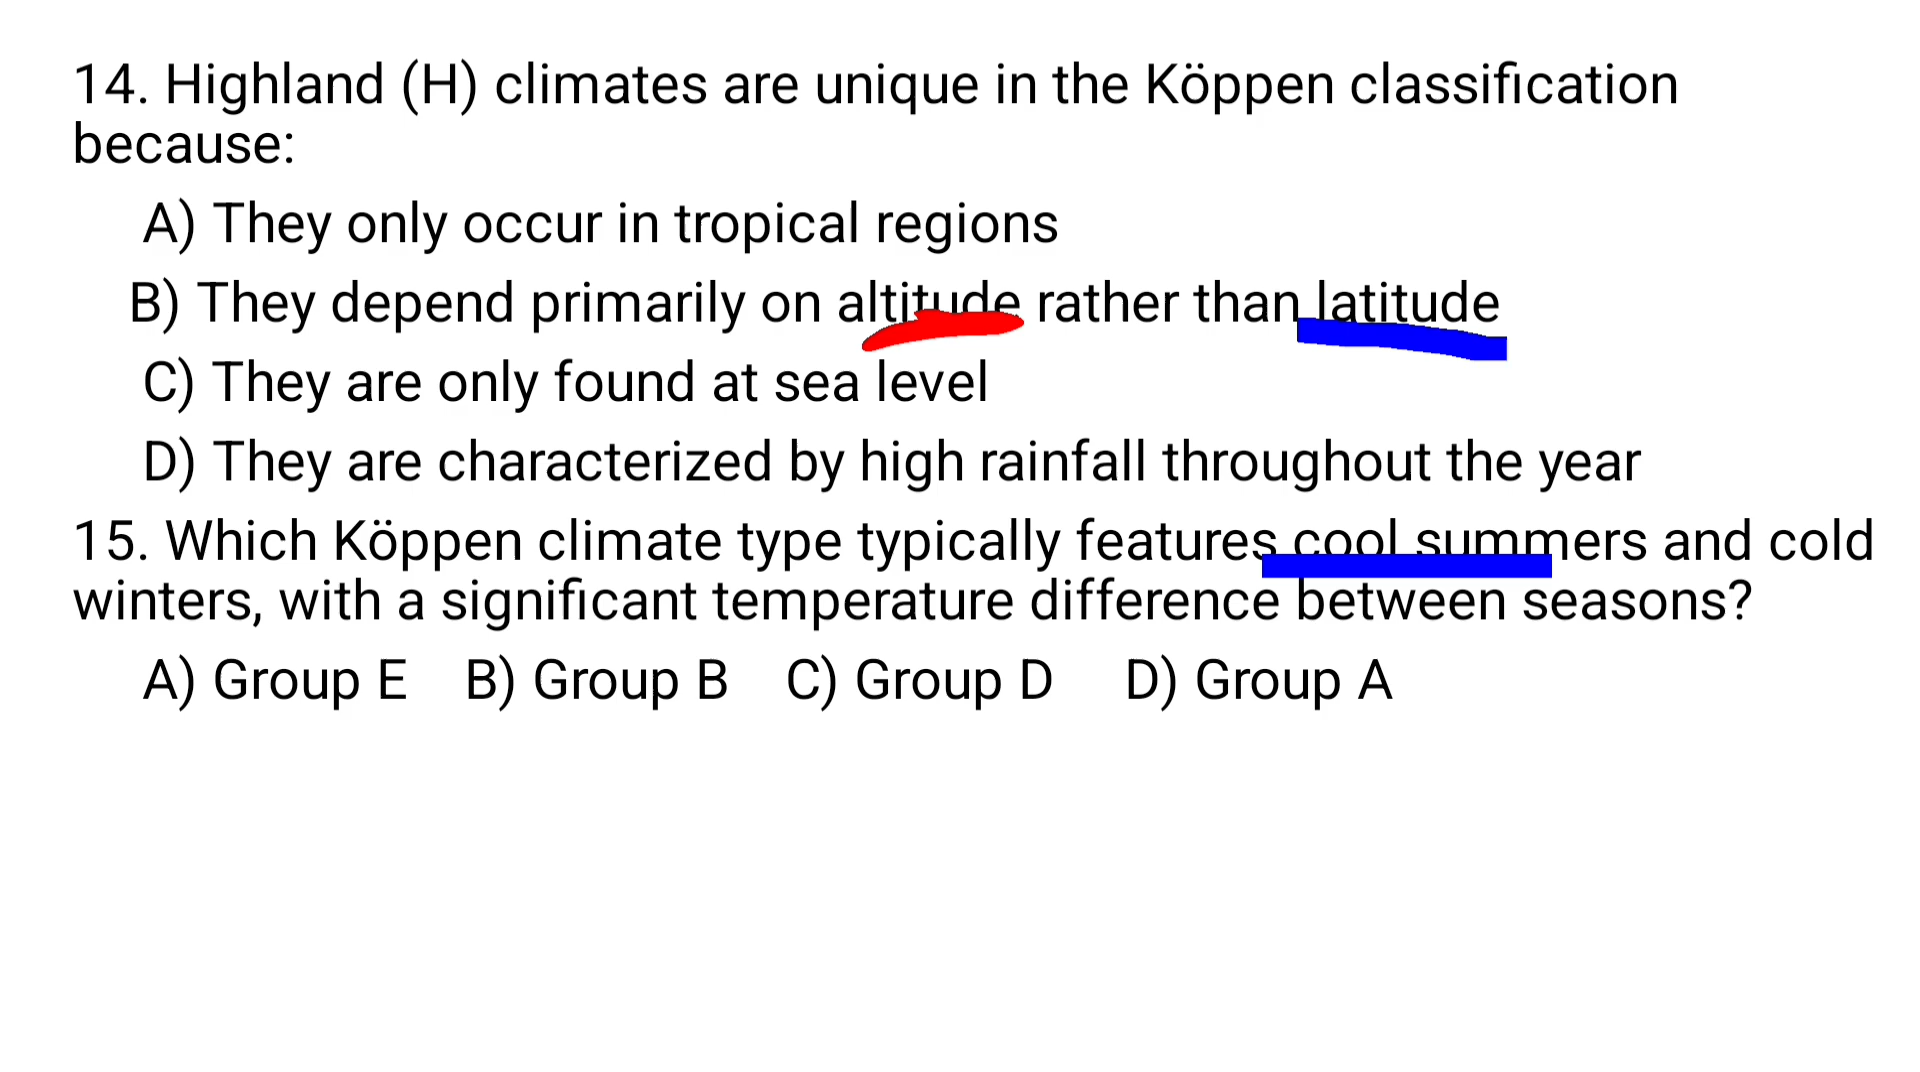 14. Highland (H) climates are unique in the Köppen classification
because:
A) They only occur in tropical regions
B) They depend primarily on altitude rather than latitude
C) They are only found at sea level
D) They are characterized by high rainfall throughout the year
15. Which Köppen climate type typically features cool summers and cold
winters, with a significant temperature difference between seasons?
A) Group E B) Group B C) Group D D) Group A